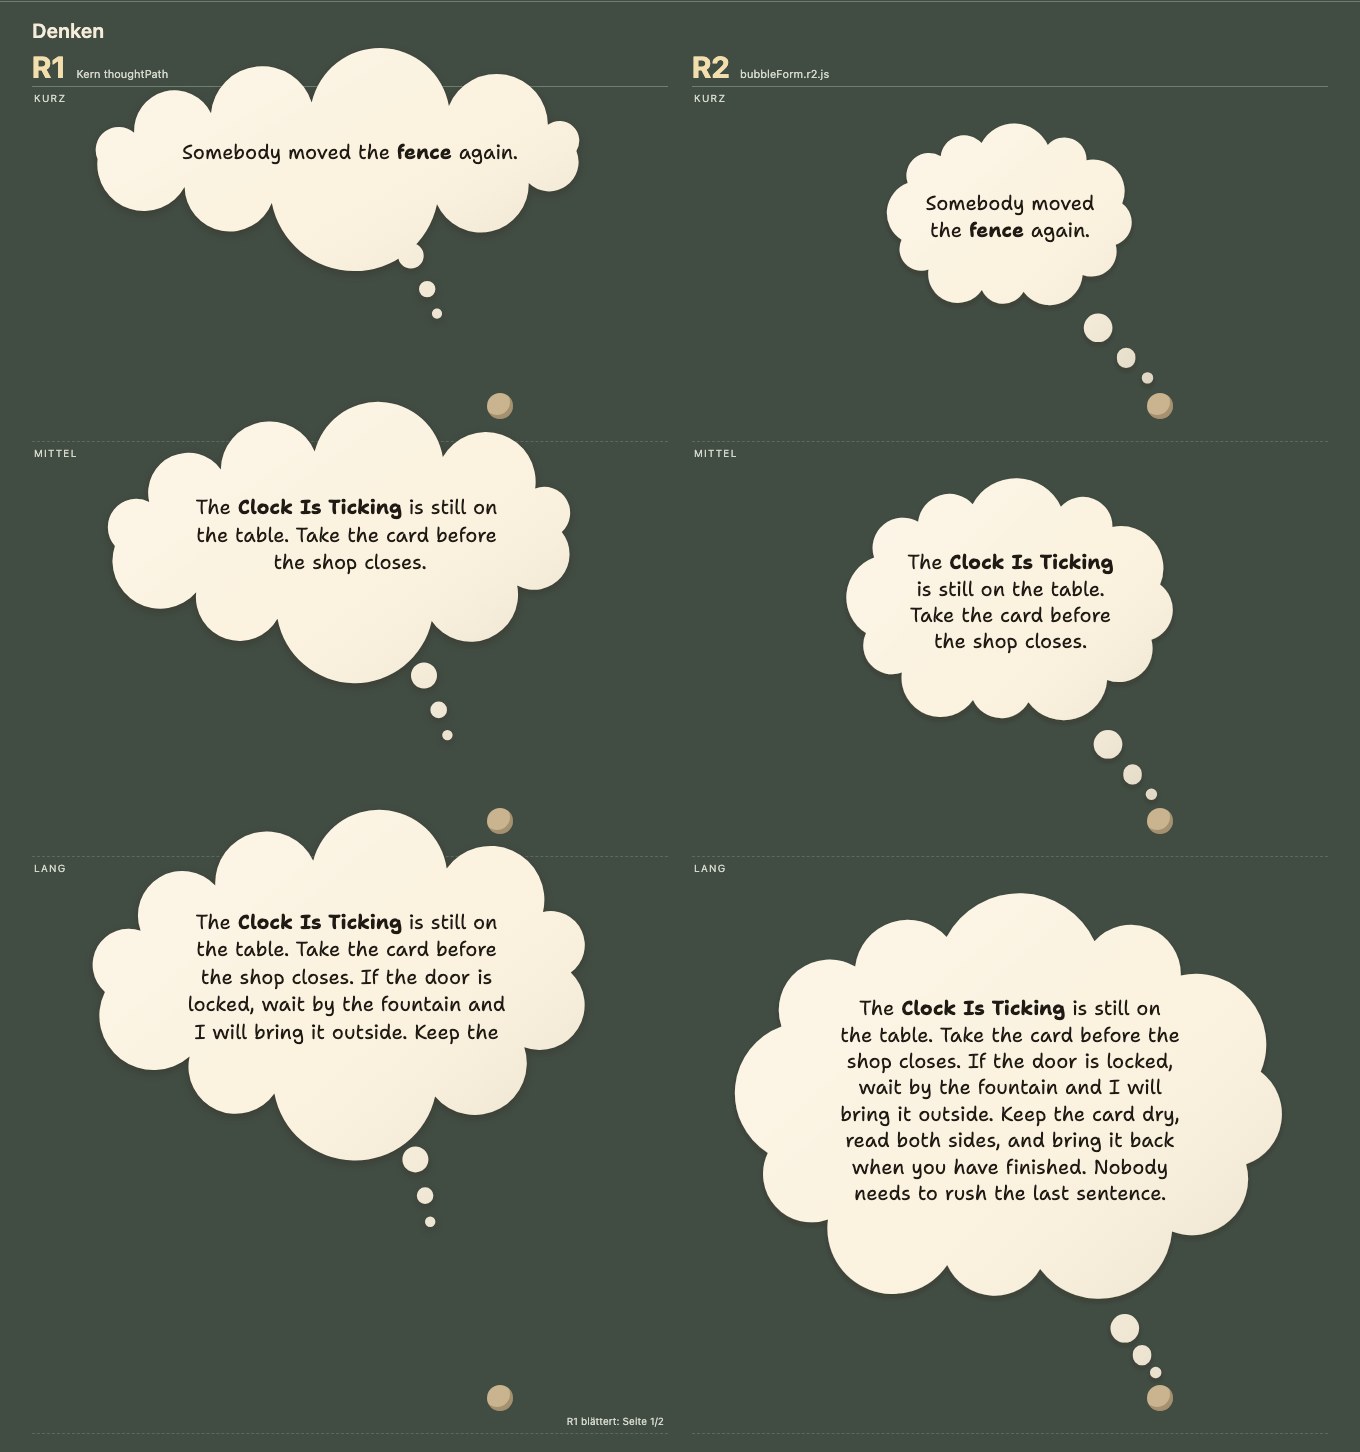 Denken
R1 Kern thoughtPath
KURZ
Somebody moved the fence again.
MITTEL
The Clock Is Ticking is still on
the table. Take the card before
the shop closes.
LANG
The Clock Is Ticking is still on
the table. Take the card before
the shop closes. If the door is
locked, wait by the fountain and
I will bring it outside. Keep the
R1 blättert: Seite 1/2
R2 bubbleForm.r2.js
KURZ
Somebody moved
the fence again.
MITTEL
The Clock Is Ticking
is still on the table.
Take the card before
the shop closes.
LANG
The Clock Is Ticking is still on
the table. Take the card before the
shop closes. If the door is locked,
wait by the fountain and I will
bring it outside. Keep the card dry,
read both sides, and bring it back
when you have finished. Nobody
needs to rush the last sentence.